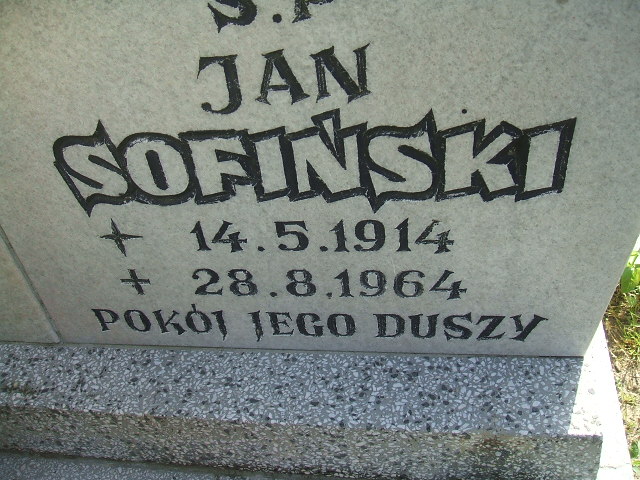 Ś.P
JAN
SOFIŃSKI
14.5.1914
+ 28.8.1964
POKÓJ JEGO DUSZY